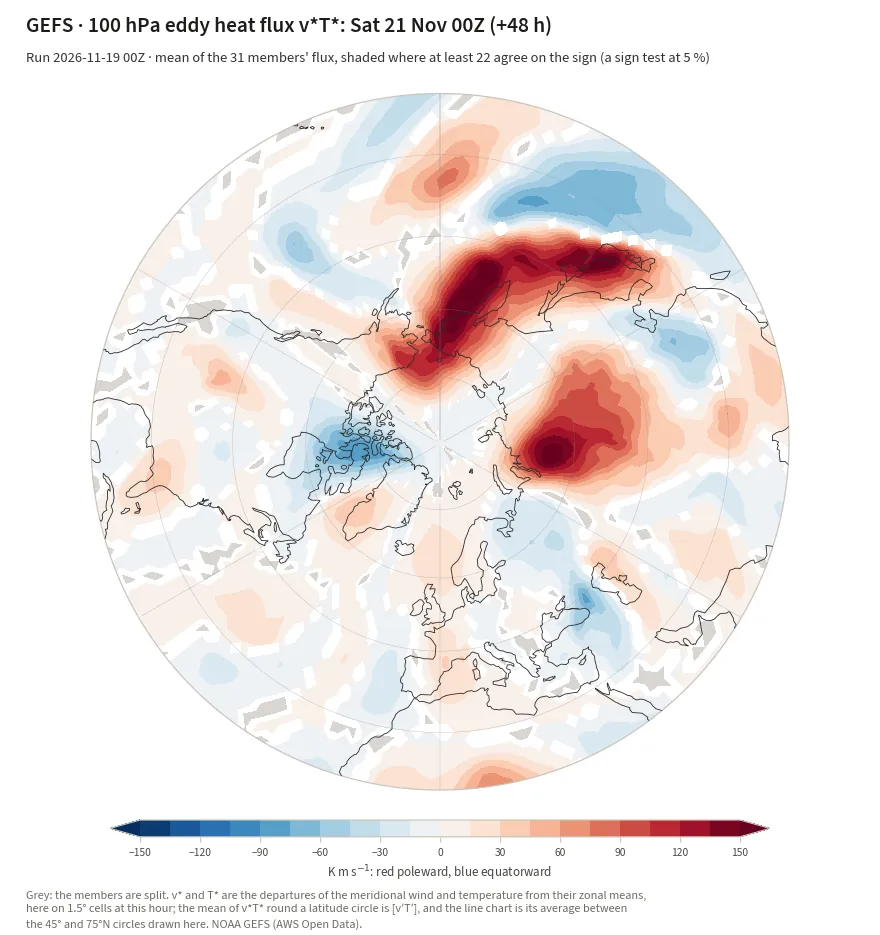 GEFS · 100 hPa eddy heat flux v*T*: Sat 21 Nov 00Z (+48 h)
Run 2026-11-19 00Z · mean of the 31 members' flux, shaded where at least 22 agree on the sign (a sign test at 5 %)
−150 −120 −90 −60 −30 0 30 60 90 120 150
K m s⁻¹: red poleward, blue equatorward
Grey: the members are split. v* and T* are the departures of the meridional wind and temperature from their zonal means,
here on 1.5° cells at this hour; the mean of v*T* round a latitude circle is [v′T′], and the line chart is its average between
the 45° and 75°N circles drawn here. NOAA GEFS (AWS Open Data).